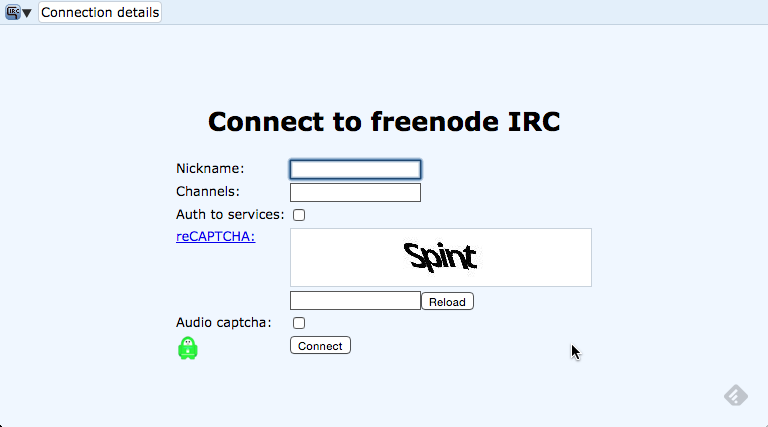 IRC Connection details
Connect to freenode IRC
Nickname:
Channels:
Auth to services:
reCAPTCHA:
Spint
Reload
Audio captcha:
Connect